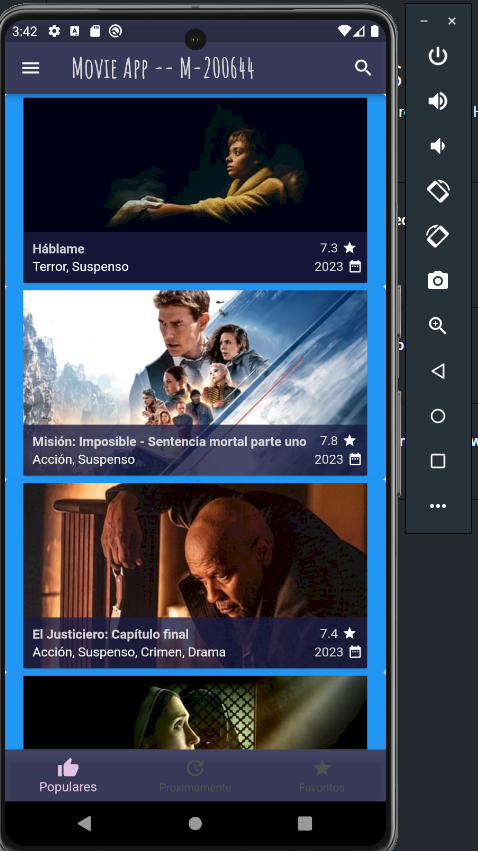 3:42
Movie App -- M-200644
Háblame 7.3
Terror, Suspenso 2023
Misión: Imposible - Sentencia mortal parte uno 7.8
Acción, Suspenso 2023
El Justiciero: Capítulo final 7.4
Acción, Suspenso, Crimen, Drama 2023
Populares Proximamente Favoritos